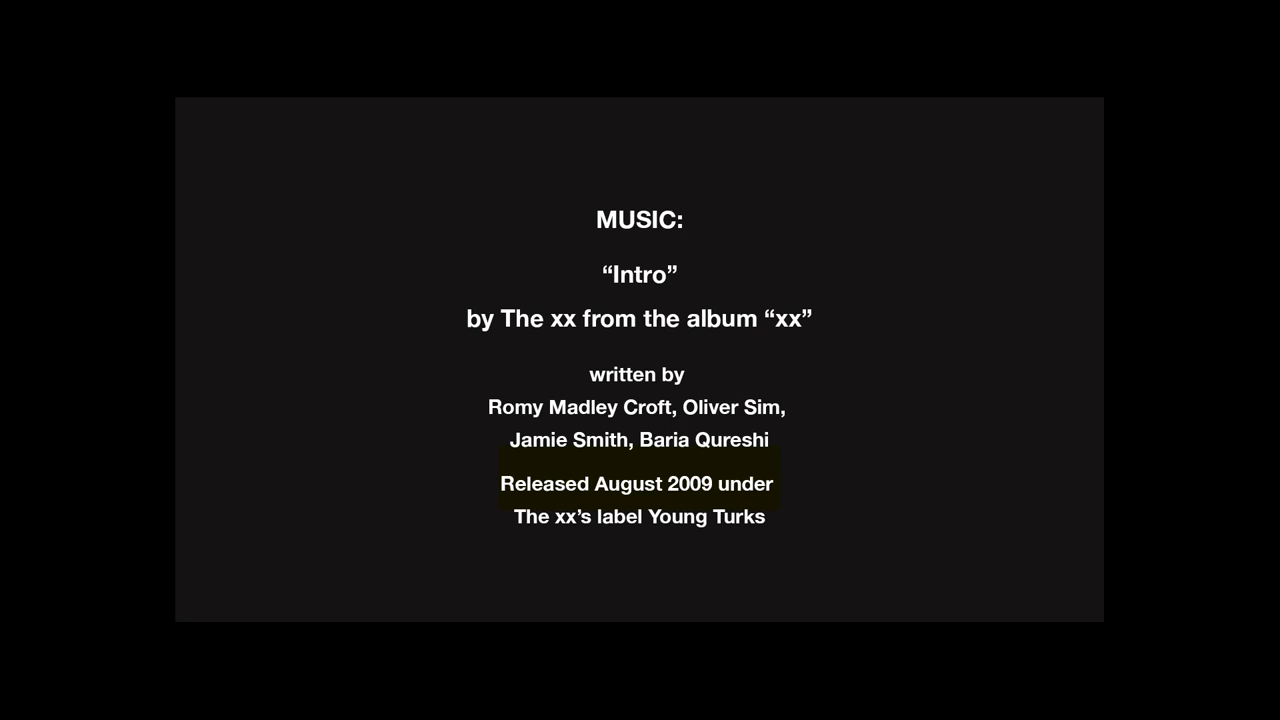 MUSIC:
“Intro”
by The xx from the album “xx”
written by
Romy Madley Croft, Oliver Sim,
Jamie Smith, Baria Qureshi
Released August 2009 under
The xx’s label Young Turks